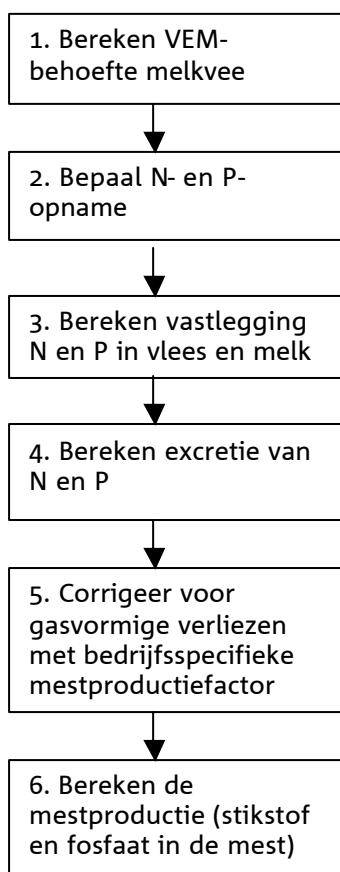 1. Bereken VEM-
behoefte melkvee
2. Bepaal N- en P-
opname
3. Bereken vastlegging
N en P in vlees en melk
4. Bereken excretie van
N en P
5. Corrigeer voor
gasvormige verliezen
met bedrijfsspecifieke
mestproductiefactor
6. Bereken de
mestproductie (stikstof
en fosfaat in de mest)